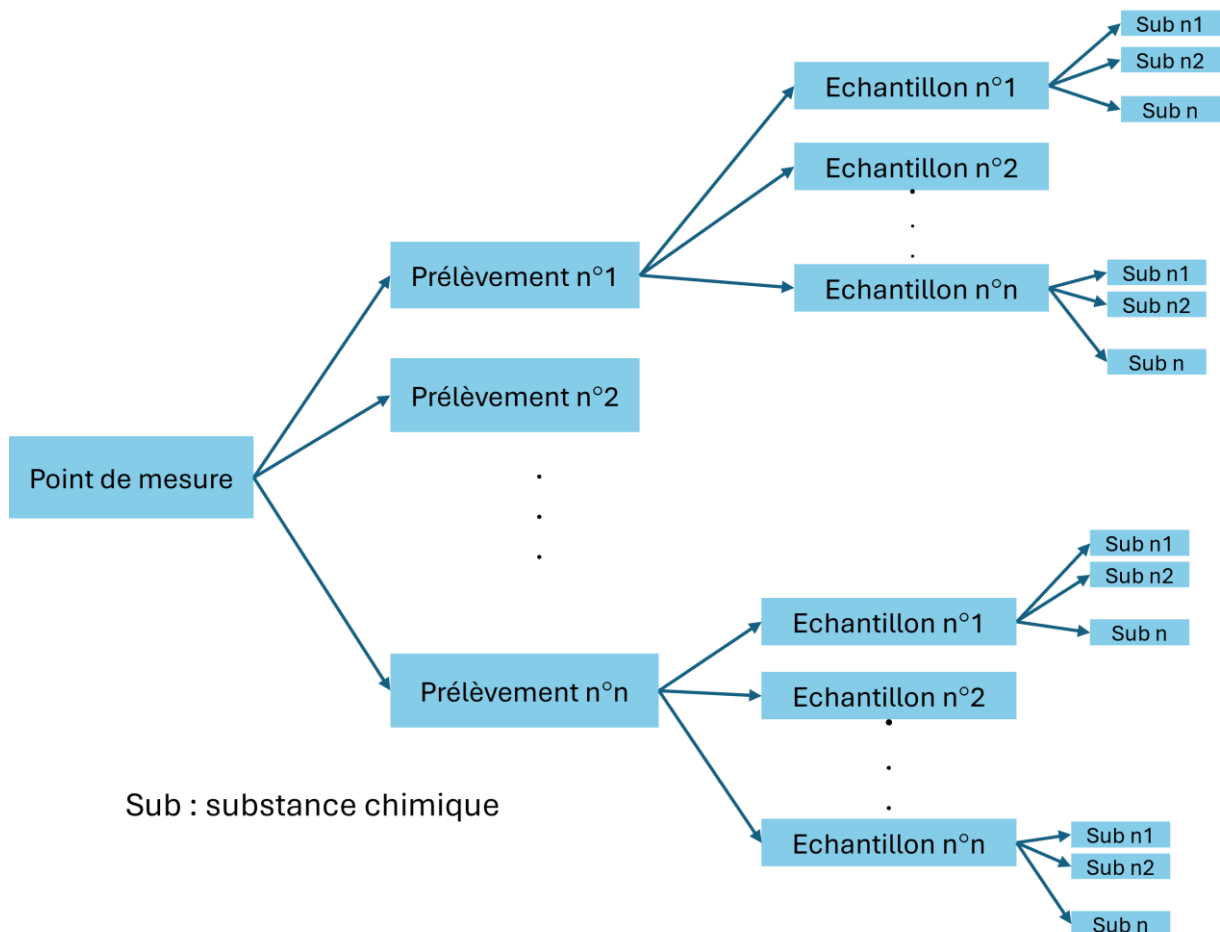 Sub n1
Sub n2
Echantillon n°1
Sub n
Echantillon n°2
Prélèvement n°1
Echantillon n°n
Sub n1
Sub n2
Sub n
Prélèvement n°2
Point de mesure
Sub n1
Sub n2
Echantillon n°1
Sub n
Prélèvement n°n
Echantillon n°2
Sub : substance chimique
Echantillon n°n
Sub n1
Sub n2
Sub n